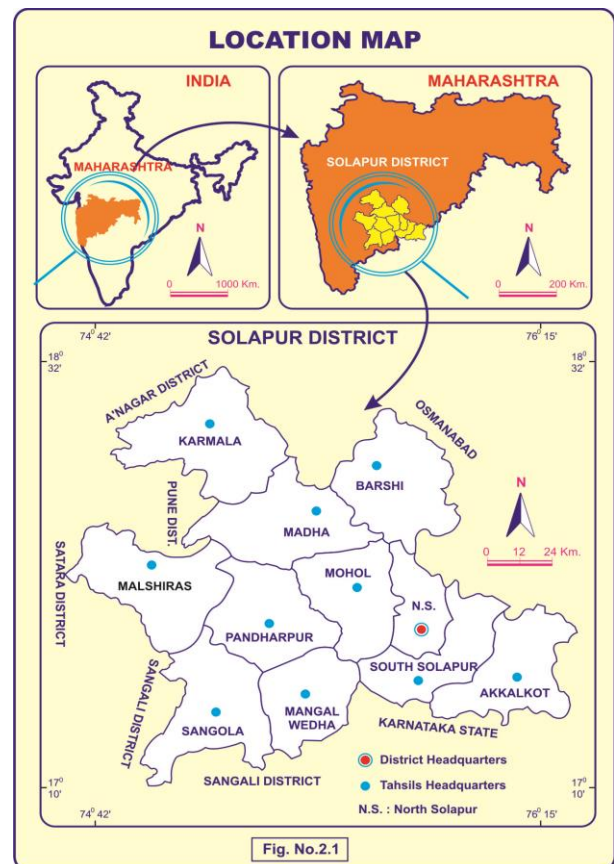 LOCATION MAP
INDIA
MAHARASHTRA
N
0 1000 Km.
MAHARASHTRA
SOLAPUR DISTRICT
N
0 200 Km.
SOLAPUR DISTRICT
74° 42'
76° 15'
18° 32'
18° 32'
A'NAGAR DISTRICT
OSMANABAD
KARMALA
BARSHI
PUNE DIST.
MADHA
N
0 12 24 Km.
SATARA DISTRICT
MALSHIRAS
MOHOL
N.S.
PANDHARPUR
SOUTH SOLAPUR
AKKALKOT
SANGALI DISTRICT
SANGOLA
MANGAL
WEDHA
KARNATAKA STATE
SANGALI DISTRICT
District Headquarters
Tahsils Headquarters
N.S. : North Solapur
17° 10'
17° 10'
74° 42'
76° 15'
Fig. No.2.1